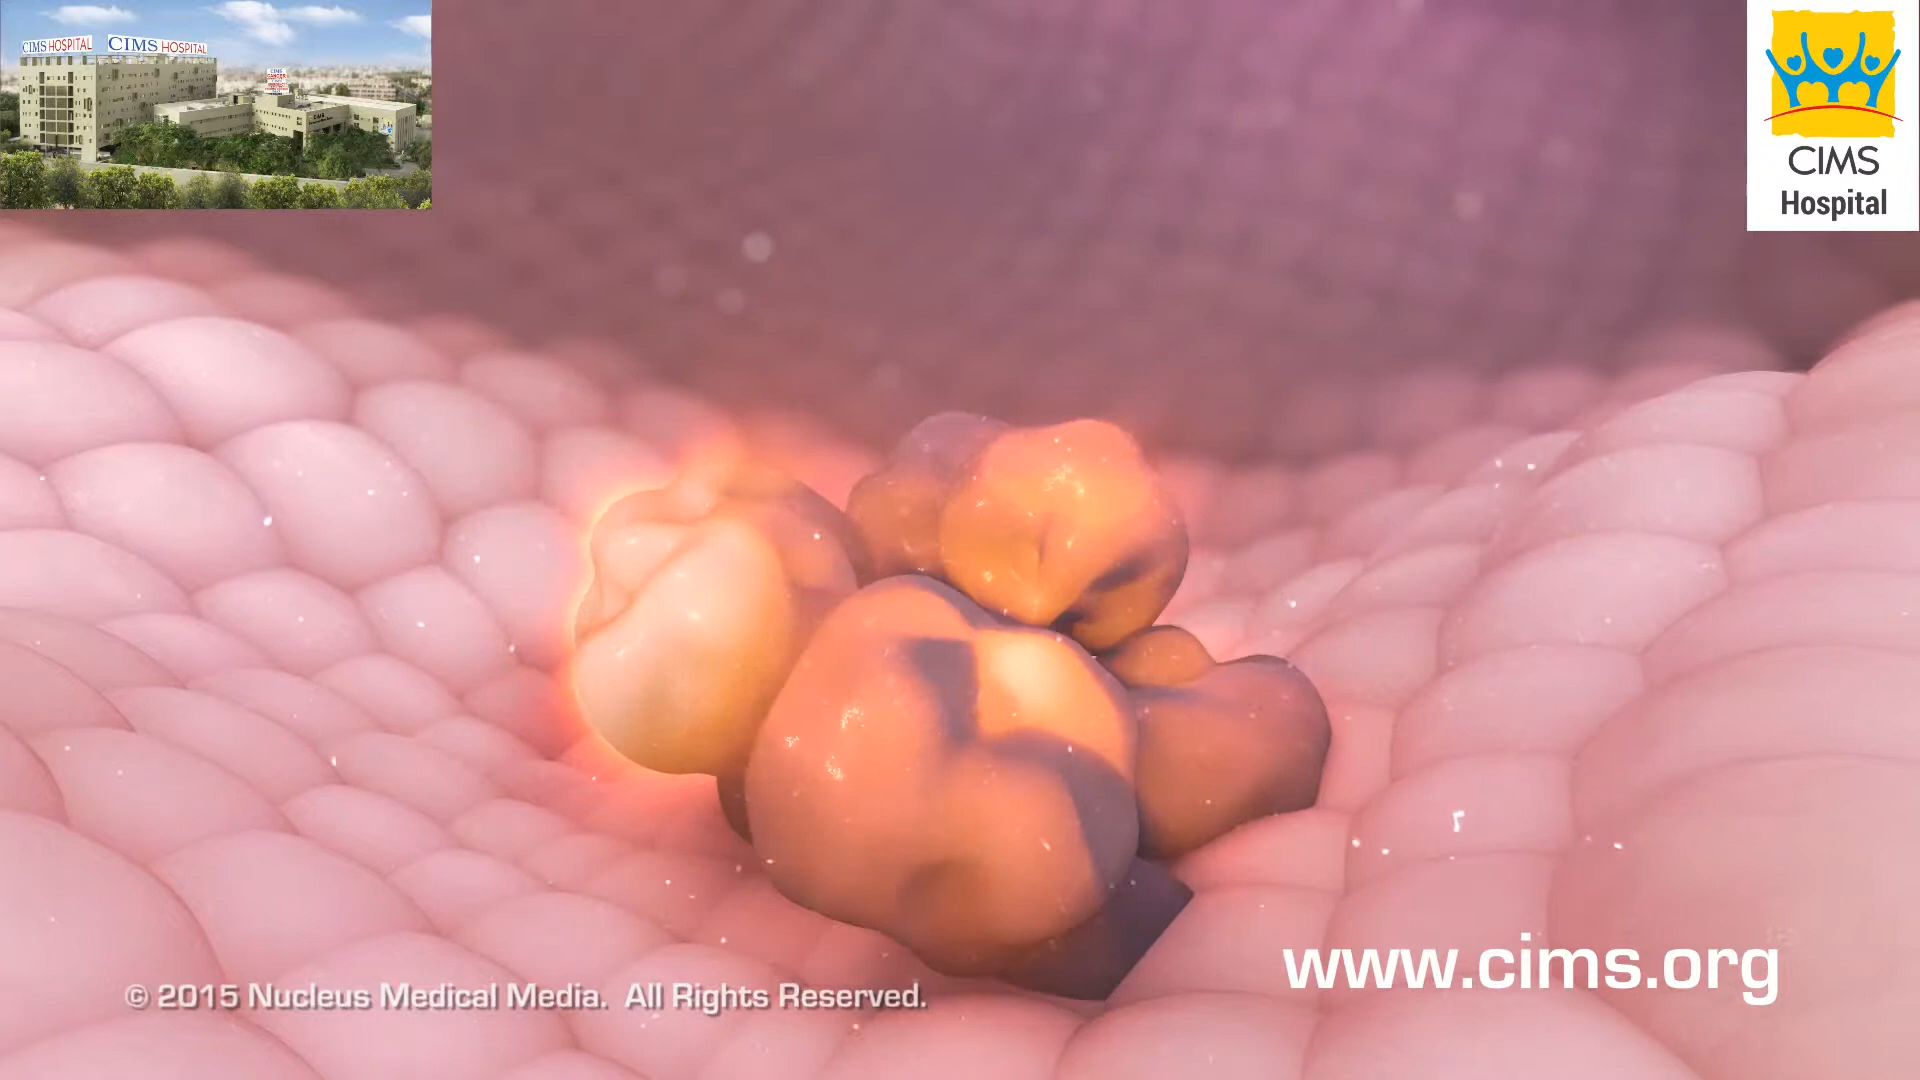 CIMS HOSPITAL CIMS HOSPITAL
CIMS
Hospital
www.cims.org
© 2015 Nucleus Medical Media. All Rights Reserved.